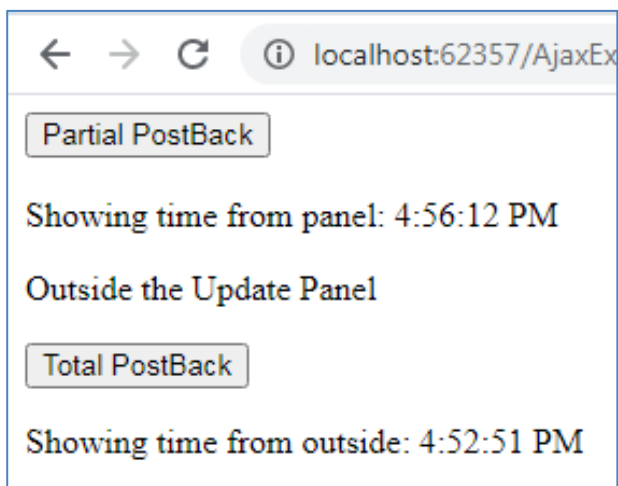 localhost:62357/AjaxEx
Partial PostBack
Showing time from panel: 4:56:12 PM
Outside the Update Panel
Total PostBack
Showing time from outside: 4:52:51 PM